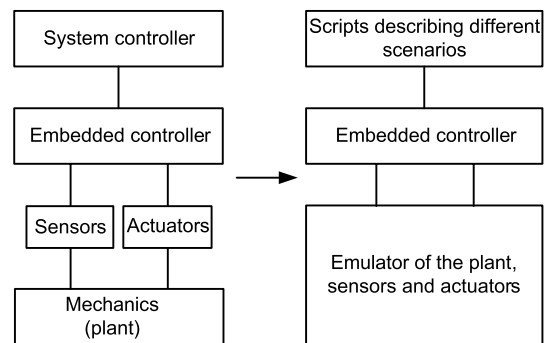 System controller
Embedded controller
Sensors
Actuators
Mechanics
(plant)
Scripts describing different
scenarios
Embedded controller
Emulator of the plant,
sensors and actuators